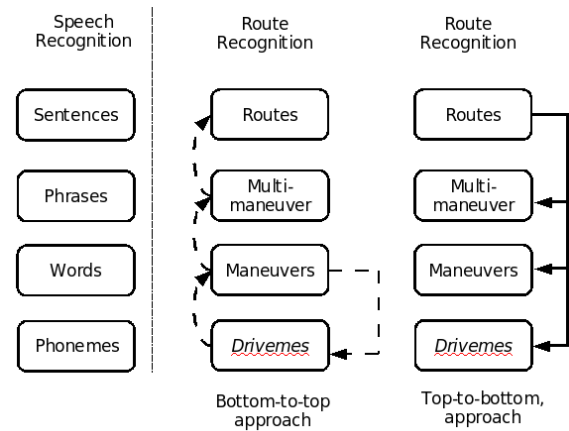 Speech
Recognition
Sentences
Phrases
Words
Phonemes
Route
Recognition
Routes
Multi-
maneuver
Maneuvers
Drivemes
Bottom-to-top
approach
Route
Recognition
Routes
Multi-
maneuver
Maneuvers
Drivemes
Top-to-bottom,
approach